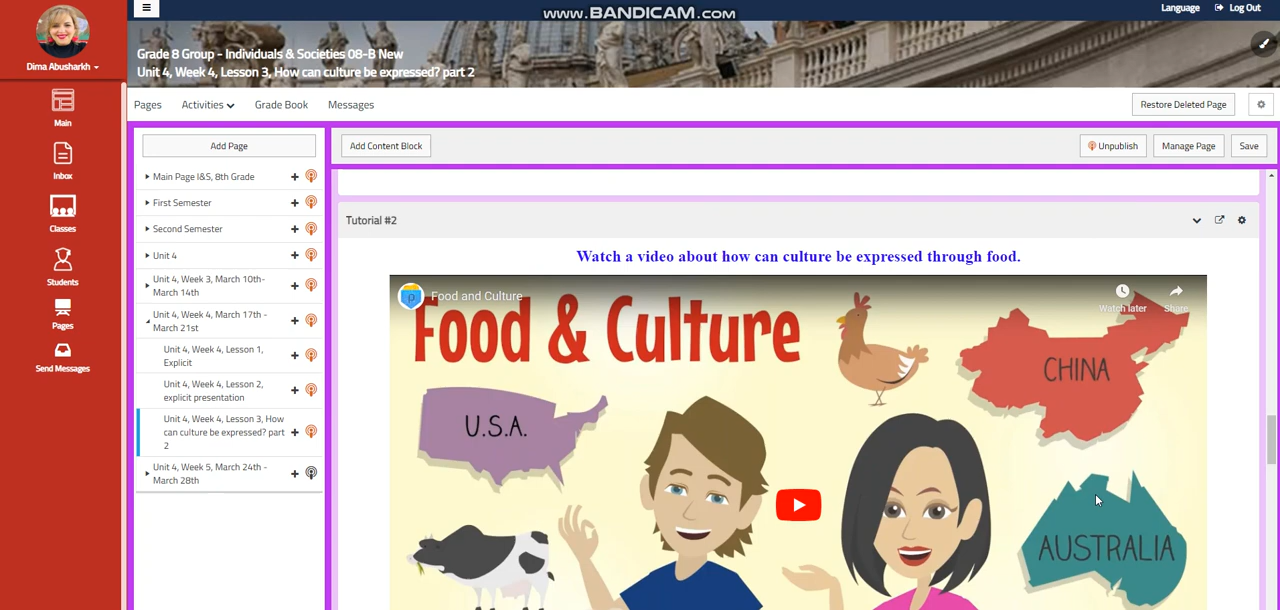 www.BANDICAM.com
Language
Log Out
Dima Abusharkh
Grade 8 Group - Individuals & Societies 08-B New
Unit 4, Week 4, Lesson 3, How can culture be expressed? part 2
Pages
Activities
Grade Book
Messages
Restore Deleted Page
Main
Inbox
Classes
Students
Pages
Send Messages
Add Page
Main Page I&S, 8th Grade
First Semester
Second Semester
Unit 4
Unit 4, Week 3, March 10th-
March 14th
Unit 4, Week 4, March 17th -
March 21st
Unit 4, Week 4, Lesson 1,
Explicit
Unit 4, Week 4, Lesson 2,
explicit presentation
Unit 4, Week 4, Lesson 3, How
can culture be expressed? part
2
Unit 4, Week 5, March 24th -
March 28th
Add Content Block
Unpublish
Manage Page
Save
Tutorial #2
Watch a video about how can culture be expressed through food.
Food and Culture
Watch later
Share
Food & Culture
U.S.A.
CHINA
AUSTRALIA